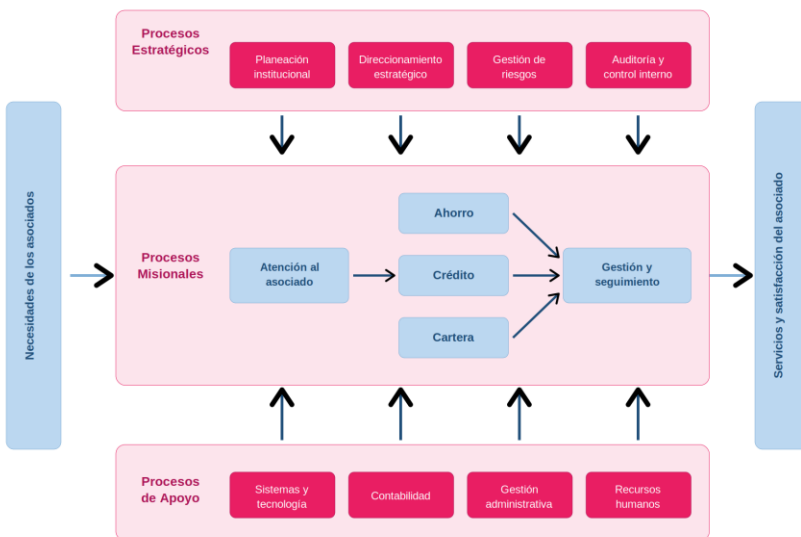 Procesos
Estratégicos
Planeación
institucional
Direccionamiento
estratégico
Gestión de
riesgos
Auditoría y
control interno
Necesidades de los asociados
Procesos
Misionales
Atención al
asociado
Ahorro
Crédito
Cartera
Gestión y
seguimiento
Servicios y satisfacción del asociado
Procesos
de Apoyo
Sistemas y
tecnología
Contabilidad
Gestión
administrativa
Recursos
humanos